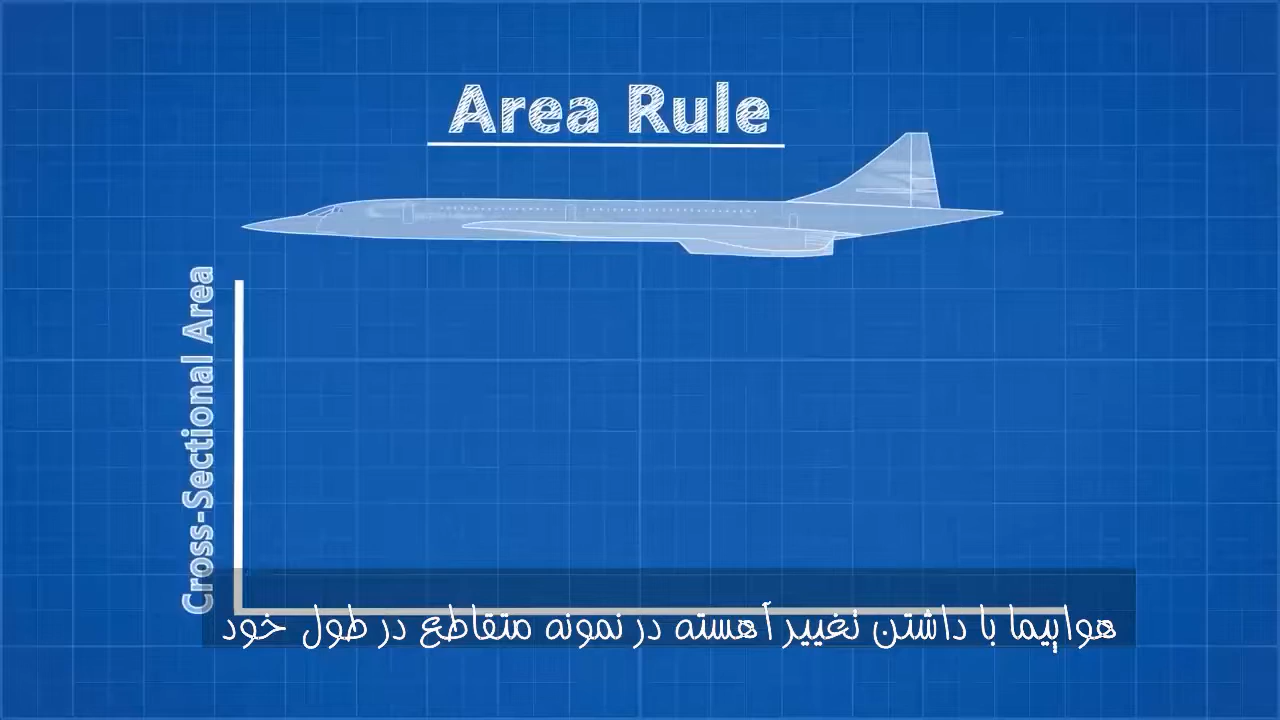 Area Rule
Cross-Sectional Area
هواپیما با داشتن تغییر آهسته در نمونه متقاطع در طول خود